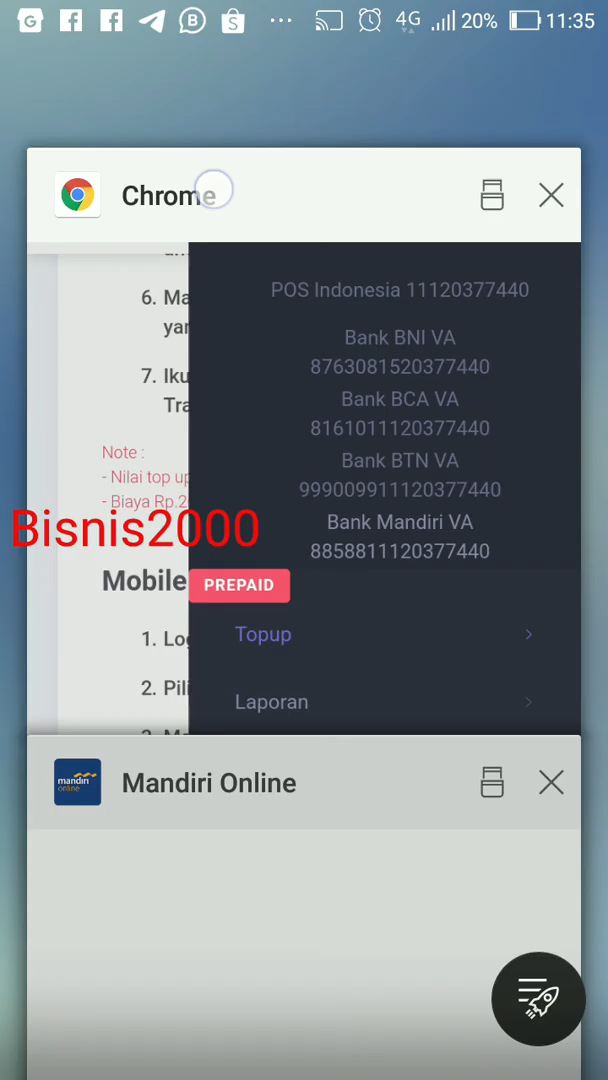 4G
20%
11:35
Chrome
POS Indonesia 11120377440
6. Ma
yar
Bank BNI VA
8763081520377440
7. Iku
Tra
Bank BCA VA
8161011120377440
Note :
- Nilai top up
- Biaya Rp.2
Bank BTN VA
999009911120377440
Bisnis2000
Bank Mandiri VA
8858811120377440
Mobile
PREPAID
1. Log
Topup
2. Pili
Laporan
mandiri
online
Mandiri Online